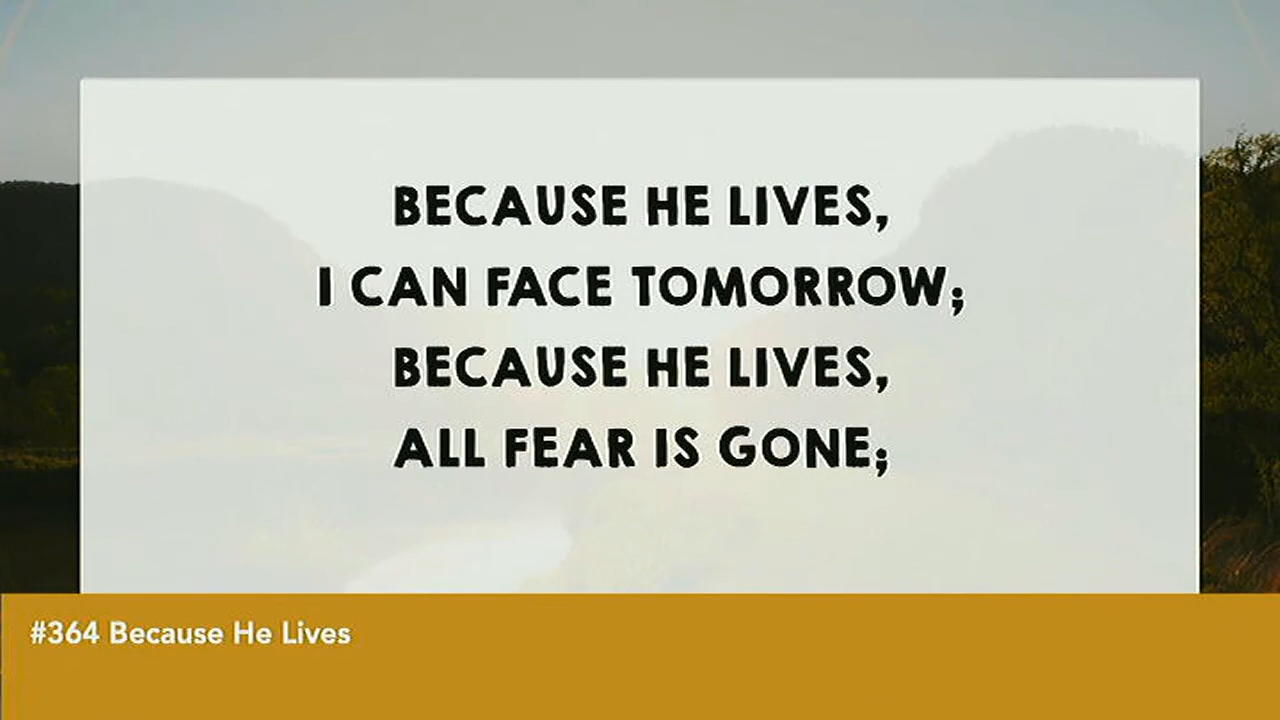 BECAUSE HE LIVES,
I CAN FACE TOMORROW;
BECAUSE HE LIVES,
ALL FEAR IS GONE;
#364 Because He Lives